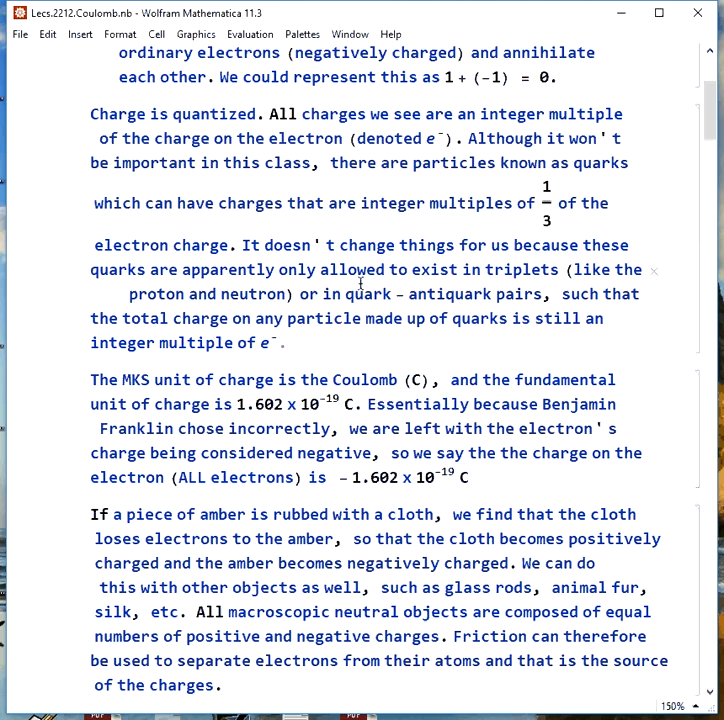 Lecs.2212.Coulomb.nb - Wolfram Mathematica 11.3
File Edit Insert Format Cell Graphics Evaluation Palettes Window Help
ordinary electrons (negatively charged) and annihilate
each other. We could represent this as 1 + (-1) = 0.
Charge is quantized. All charges we see are an integer multiple
of the charge on the electron (denoted e⁻). Although it won't
be important in this class, there are particles known as quarks
which can have charges that are integer multiples of 1/3 of the
electron charge. It doesn't change things for us because these
quarks are apparently only allowed to exist in triplets (like the
proton and neutron) or in quark - antiquark pairs, such that
the total charge on any particle made up of quarks is still an
integer multiple of e⁻.
The MKS unit of charge is the Coulomb (C), and the fundamental
unit of charge is 1.602 x 10⁻¹⁹ C. Essentially because Benjamin
Franklin chose incorrectly, we are left with the electron's
charge being considered negative, so we say the the charge on the
electron (ALL electrons) is -1.602 x 10⁻¹⁹ C
If a piece of amber is rubbed with a cloth, we find that the cloth
loses electrons to the amber, so that the cloth becomes positively
charged and the amber becomes negatively charged. We can do
this with other objects as well, such as glass rods, animal fur,
silk, etc. All macroscopic neutral objects are composed of equal
numbers of positive and negative charges. Friction can therefore
be used to separate electrons from their atoms and that is the source
of the charges.
150%